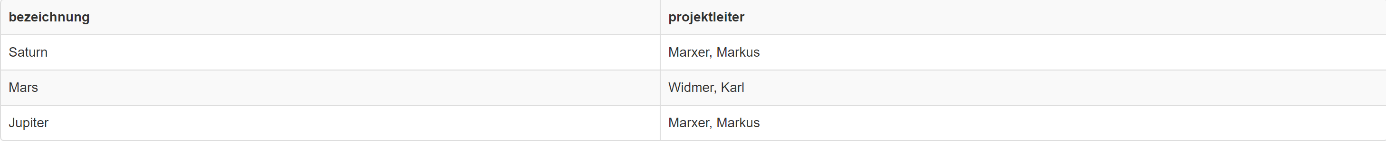 bezeichnung projektleiter
Saturn Marxer, Markus
Mars Widmer, Karl
Jupiter Marxer, Markus